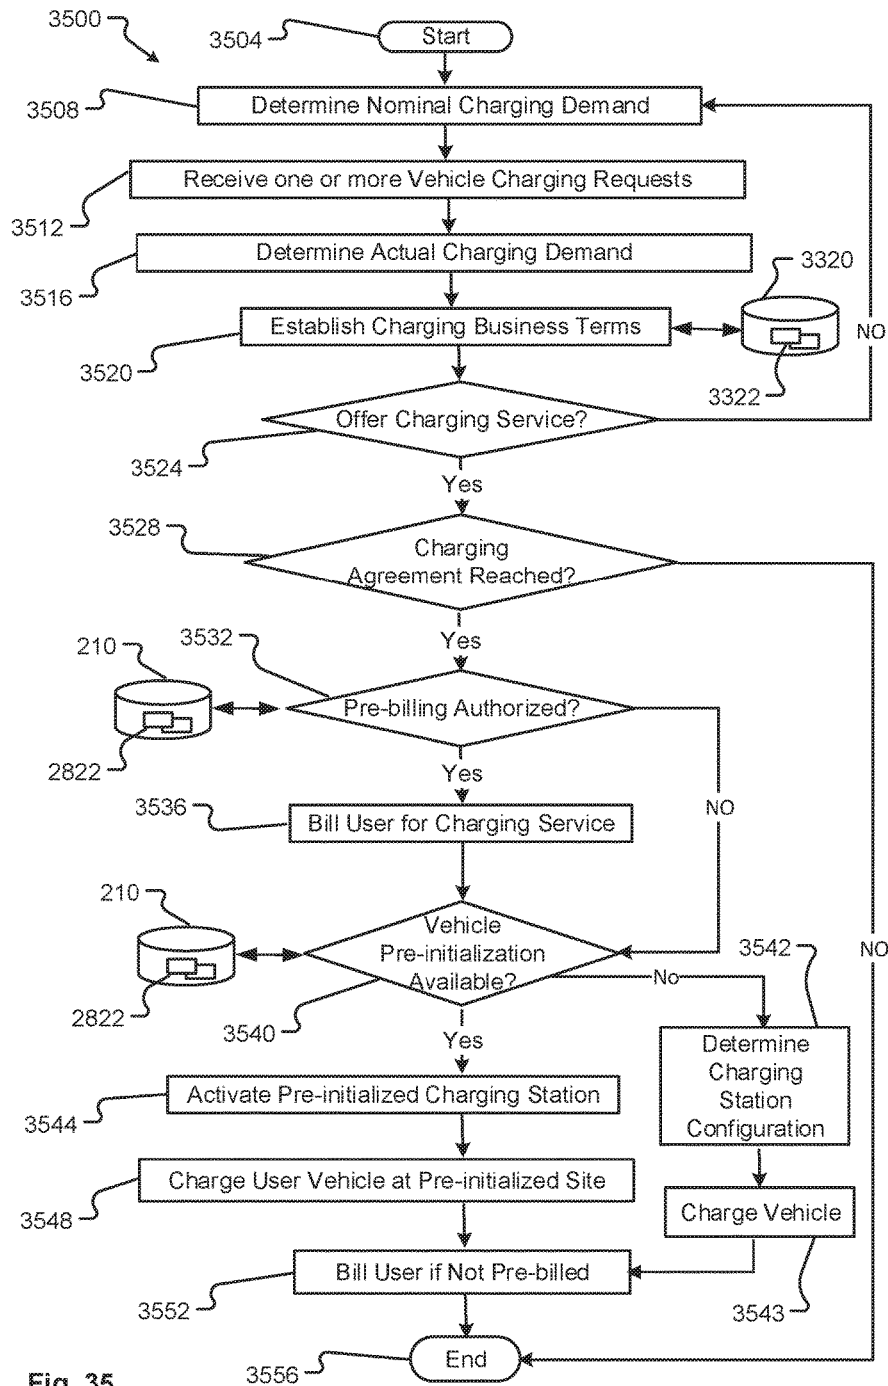 3500
3504
Start
3508
Determine Nominal Charging Demand
Receive one or more Vehicle Charging Requests
3512
Determine Actual Charging Demand
3516
3320
Establish Charging Business Terms
NO
3520
3322
Offer Charging Service?
3524
Yes
3528
Charging
Agreement Reached?
3532
Yes
210
Pre-billing Authorized?
2822
Yes
3536
NO
Bill User for Charging Service
210
Vehicle
Pre-initialization
Available?
3542
NO
No
2822
3540
Yes
Determine
Charging
Station
Configuration
Activate Pre-initialized Charging Station
3544
Charge User Vehicle at Pre-initialized Site
3548
Charge Vehicle
Bill User if Not Pre-billed
3552
3543
End
3556
Fig. 35